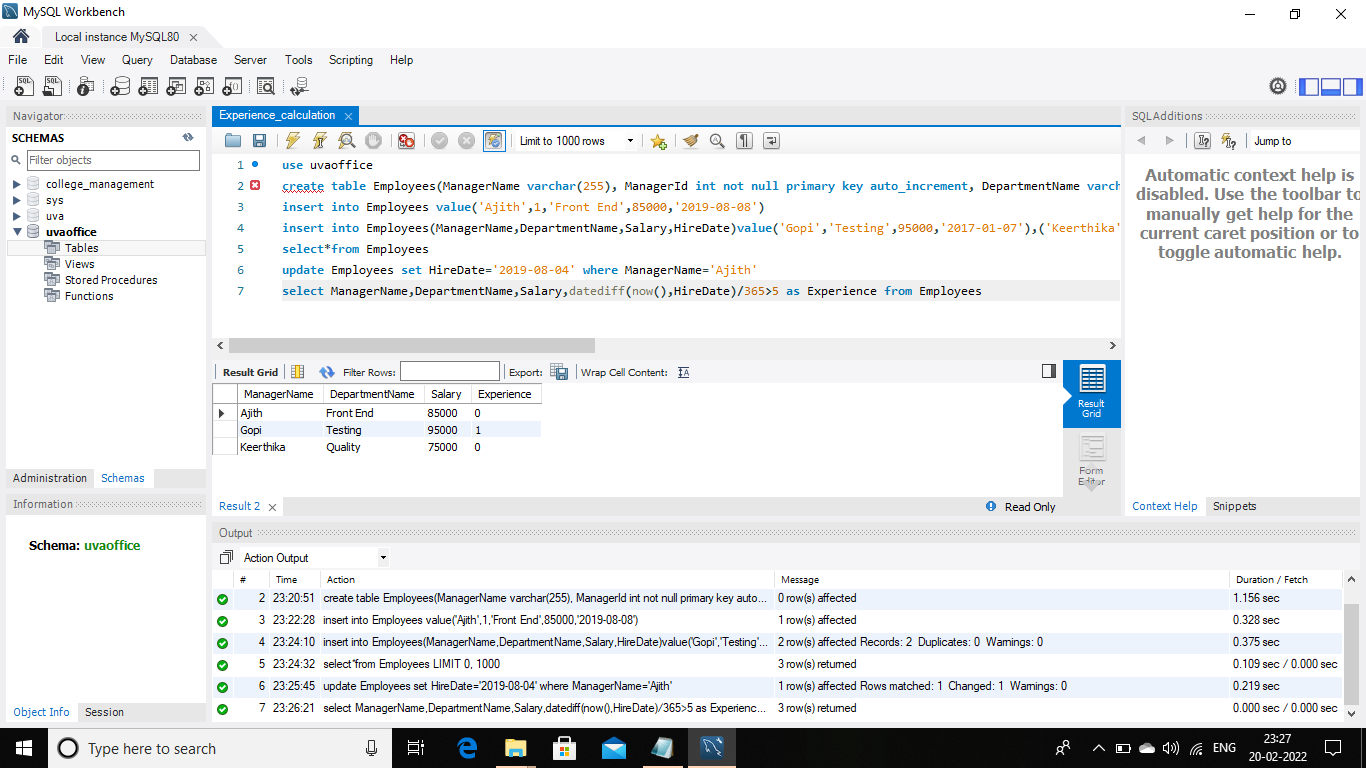 MySQL Workbench
Local instance MySQL80
File Edit View Query Database Server Tools Scripting Help
Navigator
SCHEMAS
Filter objects
college_management
sys
uva
uvaoffice
Tables
Views
Stored Procedures
Functions
Administration Schemas
Information
Schema: uvaoffice
Object Info Session
Experience_calculation
Limit to 1000 rows
1 use uvaoffice
2 create table Employees(ManagerName varchar(255), ManagerId int not null primary key auto_increment, DepartmentName varch
3 insert into Employees value('Ajith',1,'Front End',85000,'2019-08-08')
4 insert into Employees(ManagerName,DepartmentName,Salary,HireDate)value('Gopi','Testing',95000,'2017-01-07'),('Keerthika'
5 select*from Employees
6 update Employees set HireDate='2019-08-04' where ManagerName='Ajith'
7 select ManagerName,DepartmentName,Salary,datediff(now(),HireDate)/365>5 as Experience from Employees
Result Grid Filter Rows: Export: Wrap Cell Content: IA
ManagerName DepartmentName Salary Experience
Ajith Front End 85000 0
Gopi Testing 95000 1
Keerthika Quality 75000 0
Result Grid
Form Editor
Result 2
Read Only
SQLAdditions
Jump to
Automatic context help is
disabled. Use the toolbar to
manually get help for the
current caret position or to
toggle automatic help.
Context Help Snippets
Output
Action Output
# Time Action Message Duration / Fetch
2 23:20:51 create table Employees(ManagerName varchar(255), ManagerId int not null primary key auto... 0 row(s) affected 1.156 sec
3 23:22:28 insert into Employees value('Ajith',1,'Front End',85000,'2019-08-08') 1 row(s) affected 0.328 sec
4 23:24:10 insert into Employees(ManagerName,DepartmentName,Salary,HireDate)value('Gopi','Testing'... 2 row(s) affected Records: 2 Duplicates: 0 Warnings: 0 0.375 sec
5 23:24:32 select*from Employees LIMIT 0, 1000 3 row(s) returned 0.109 sec / 0.000 sec
6 23:25:45 update Employees set HireDate='2019-08-04' where ManagerName='Ajith' 1 row(s) affected Rows matched: 1 Changed: 1 Warnings: 0 0.219 sec
7 23:26:21 select ManagerName,DepartmentName,Salary,datediff(now(),HireDate)/365>5 as Experienc... 3 row(s) returned 0.000 sec / 0.000 sec
Type here to search
ENG
23:27
20-02-2022